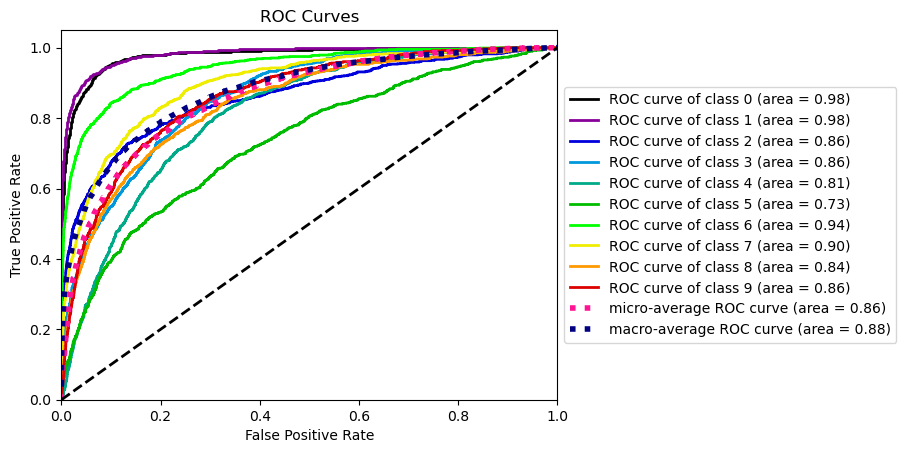 ROC Curves
True Positive Rate
1.0
0.8
0.6
0.4
0.2
0.0
0.0 0.2 0.4 0.6 0.8 1.0
False Positive Rate
ROC curve of class 0 (area = 0.98)
ROC curve of class 1 (area = 0.98)
ROC curve of class 2 (area = 0.86)
ROC curve of class 3 (area = 0.86)
ROC curve of class 4 (area = 0.81)
ROC curve of class 5 (area = 0.73)
ROC curve of class 6 (area = 0.94)
ROC curve of class 7 (area = 0.90)
ROC curve of class 8 (area = 0.84)
ROC curve of class 9 (area = 0.86)
micro-average ROC curve (area = 0.86)
macro-average ROC curve (area = 0.88)